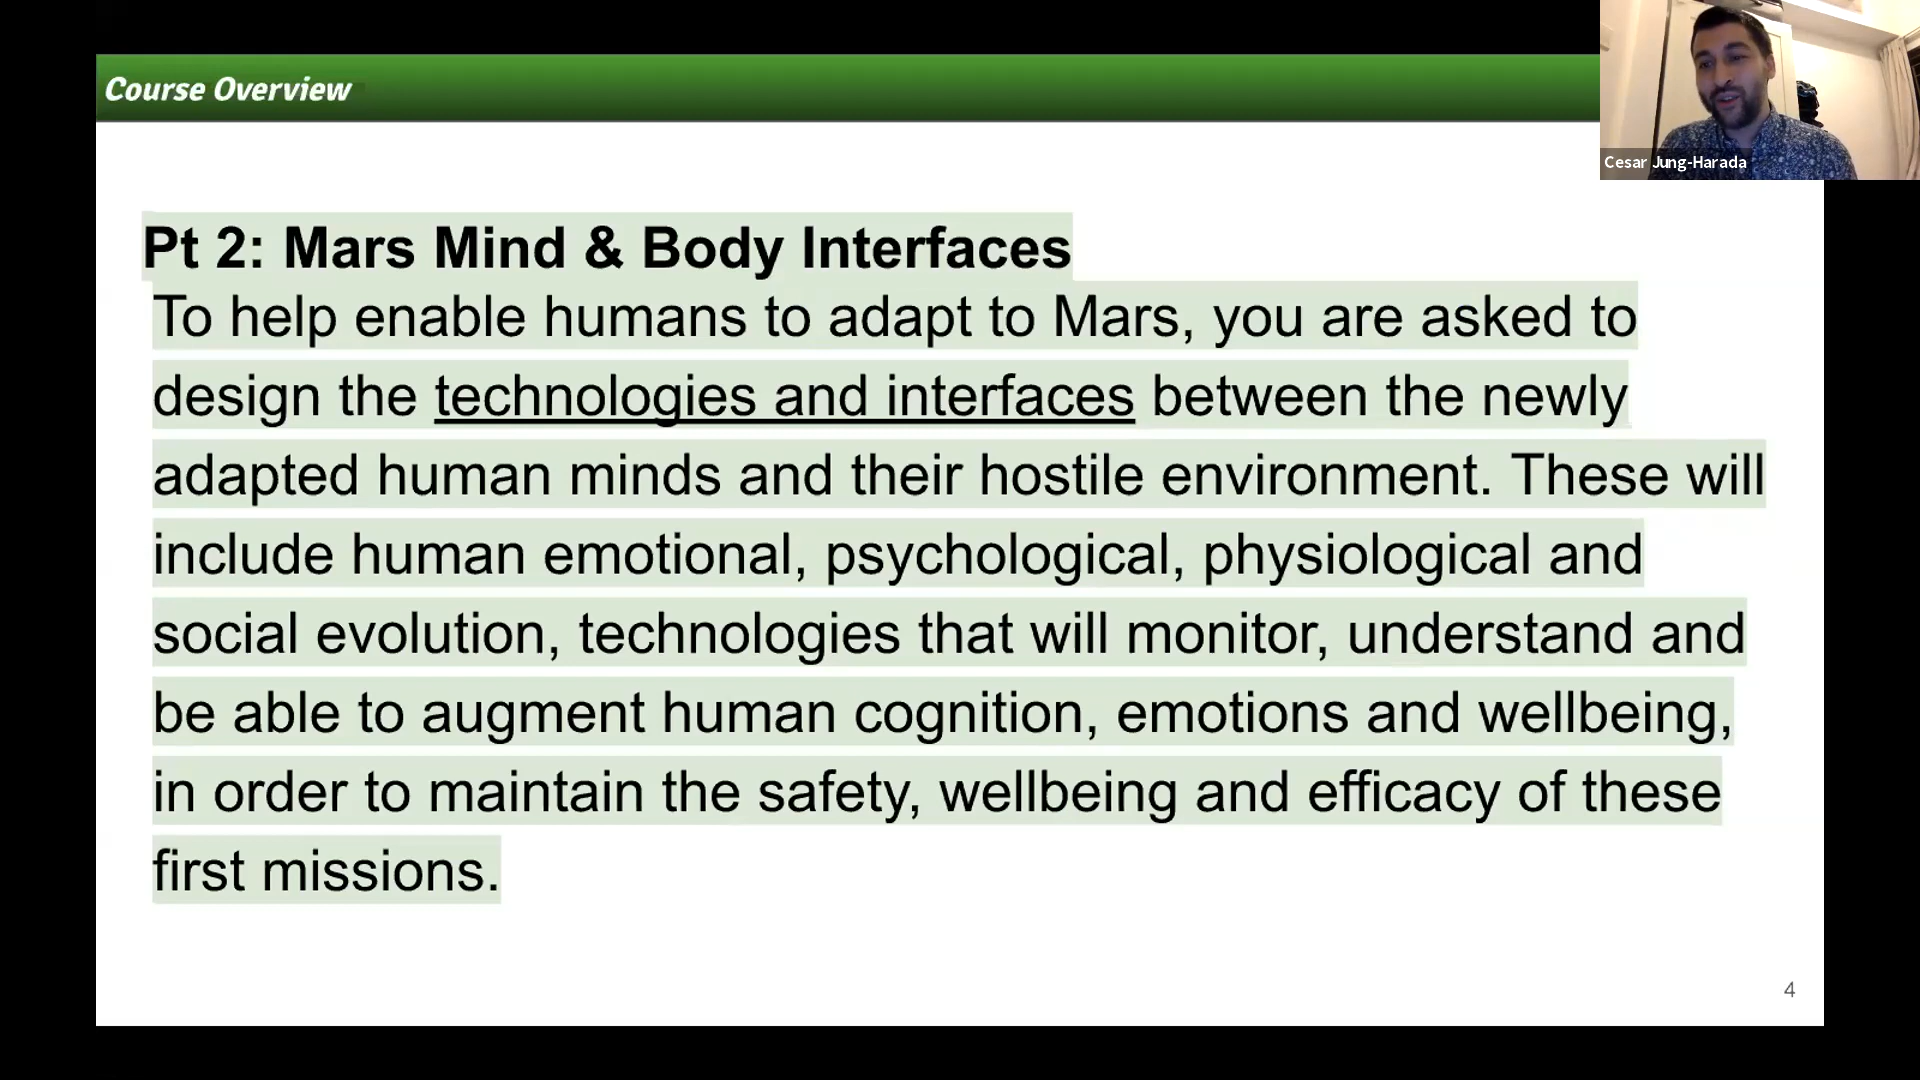 Course Overview
Cesar Jung-Harada
Pt 2: Mars Mind & Body Interfaces
To help enable humans to adapt to Mars, you are asked to
design the technologies and interfaces between the newly
adapted human minds and their hostile environment. These will
include human emotional, psychological, physiological and
social evolution, technologies that will monitor, understand and
be able to augment human cognition, emotions and wellbeing,
in order to maintain the safety, wellbeing and efficacy of these
first missions.
4